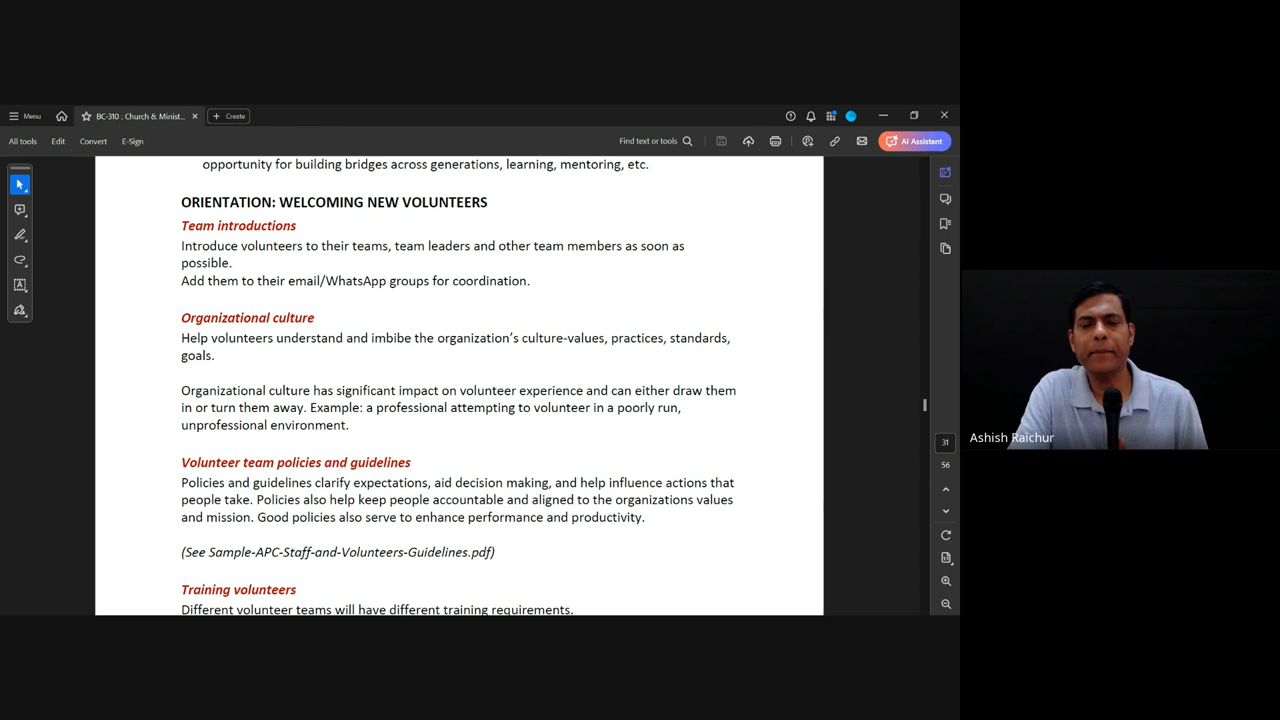 Menu
BC-310 : Church & Minist...
Create
All tools
Edit
Convert
E-Sign
Find text or tools
AI Assistant
opportunity for building bridges across generations, learning, mentoring, etc.
ORIENTATION: WELCOMING NEW VOLUNTEERS
Team introductions
Introduce volunteers to their teams, team leaders and other team members as soon as
possible.
Add them to their email/WhatsApp groups for coordination.
Organizational culture
Help volunteers understand and imbibe the organization's culture-values, practices, standards,
goals.
Organizational culture has significant impact on volunteer experience and can either draw them
in or turn them away. Example: a professional attempting to volunteer in a poorly run,
unprofessional environment.
Volunteer team policies and guidelines
Policies and guidelines clarify expectations, aid decision making, and help influence actions that
people take. Policies also help keep people accountable and aligned to the organizations values
and mission. Good policies also serve to enhance performance and productivity.
(See Sample-APC-Staff-and-Volunteers-Guidelines.pdf)
Training volunteers
Different volunteer teams will have different training requirements.
31
56
Ashish Raichur